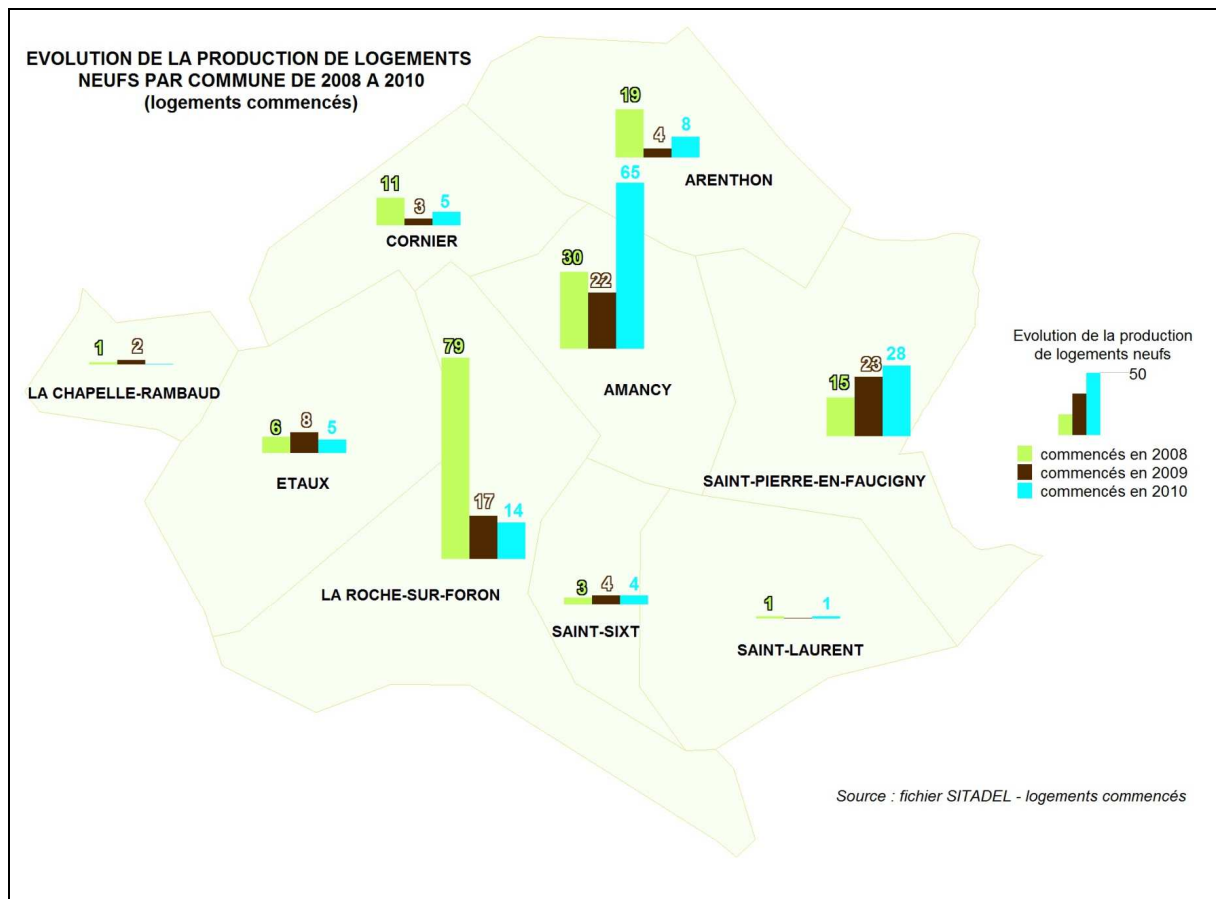 EVOLUTION DE LA PRODUCTION DE LOGEMENTS
NEUFS PAR COMMUNE DE 2008 A 2010
(logements commencés)
19
4
8
ARENTHON
11
3
5
CORNIER
30
22
65
AMANCY
1
2
LA CHAPELLE-RAMBAUD
6
8
5
ETAUX
79
17
14
LA ROCHE-SUR-FORON
15
23
28
SAINT-PIERRE-EN-FAUCIGNY
3
4
4
SAINT-SIXT
1
1
SAINT-LAURENT
Evolution de la production
de logements neufs
50
commencés en 2008
commencés en 2009
commencés en 2010
Source : fichier SITADEL - logements commencés